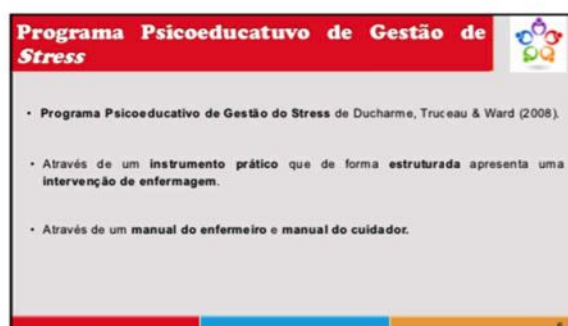 Programa Psicoeducatuvo de Gestão de
Stress
• Programa Psicoeducativo de Gestão do Stress de Ducharme, Truceau & Ward (2008).
• Através de um instrumento prático que de forma estruturada apresenta uma
intervenção de enfermagem.
• Através de um manual do enfermeiro e manual do cuidador.